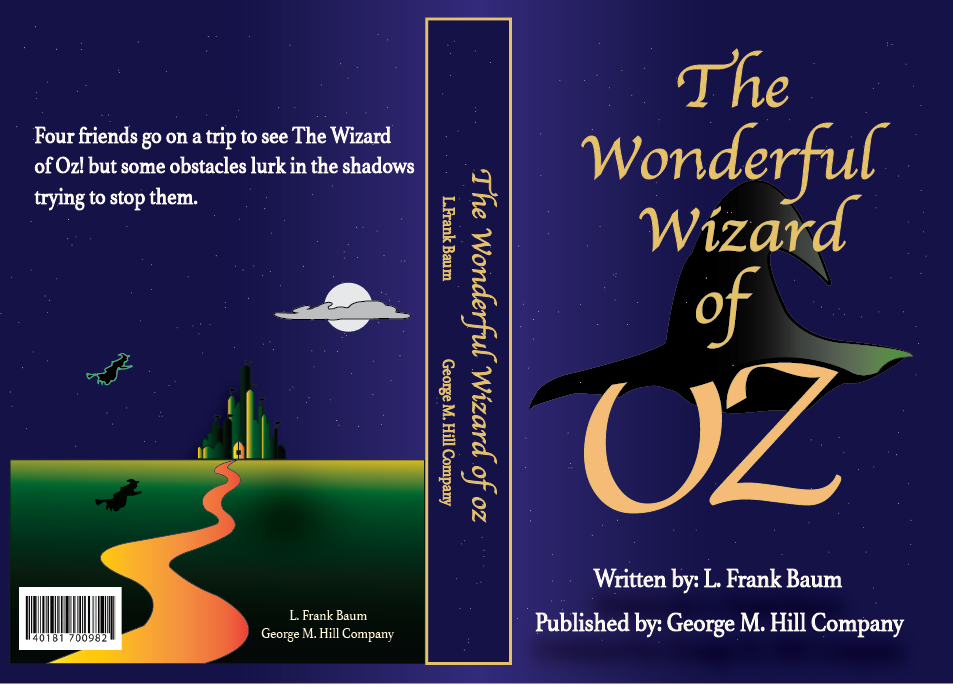 Four friends go on a trip to see The Wizard
of Oz! but some obstacles lurk in the shadows
trying to stop them.
40181 700982
L. Frank Baum
George M. Hill Company
The Wonderful Wizard of oz
L.Frank Baum
George M. Hill Company
The
Wonderful
Wizard
of
OZ
Written by: L. Frank Baum
Published by: George M. Hill Company